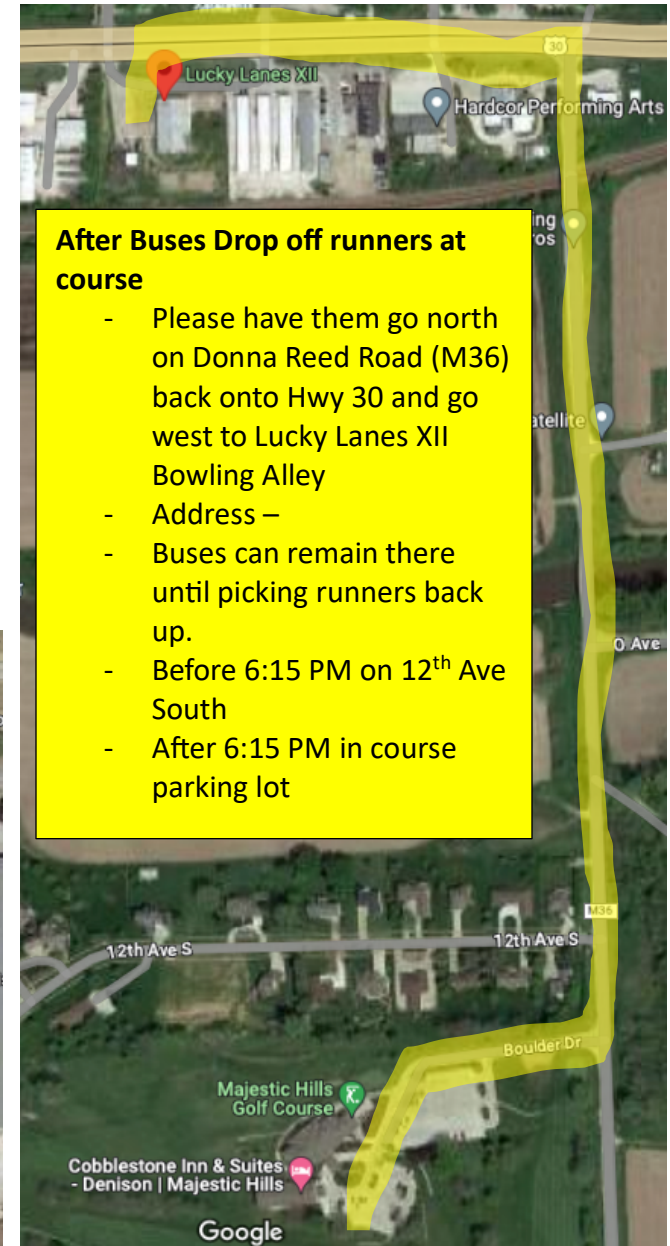 30
Lucky Lanes XII
Hardcor Performing Arts
ing
ros
After Buses Drop off runners at
course
- Please have them go north
on Donna Reed Road (M36)
back onto Hwy 30 and go
west to Lucky Lanes XII
Bowling Alley
- Address –
- Buses can remain there
until picking runners back
up.
- Before 6:15 PM on 12th Ave
South
- After 6:15 PM in course
parking lot
atellite
O Ave
M36
12th Ave S
12th Ave S
Boulder Dr
Majestic Hills
Golf Course
Cobblestone Inn & Suites
- Denison | Majestic Hills
Google